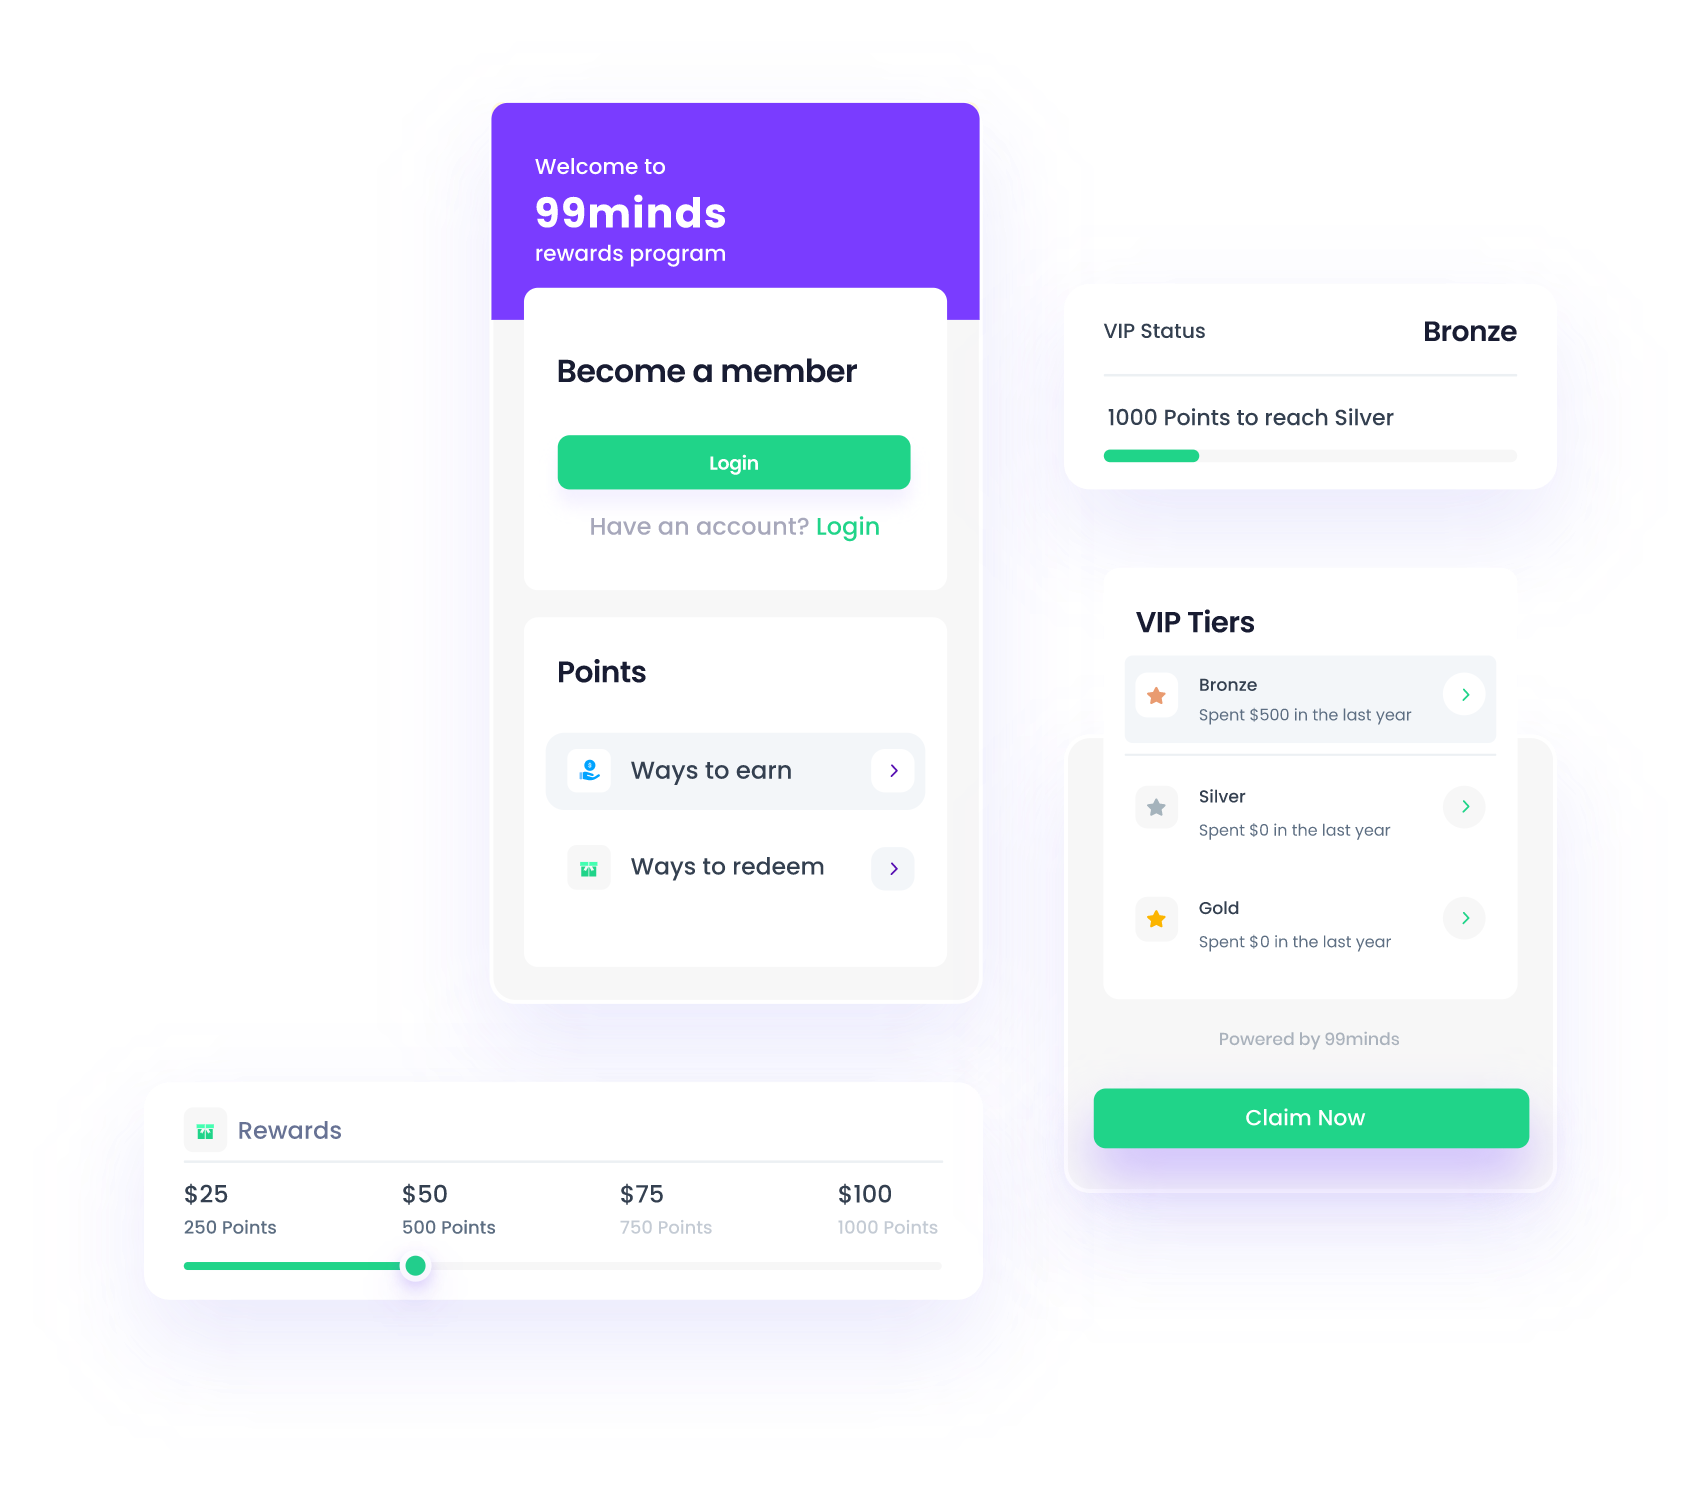 Welcome to
99minds
rewards program
Become a member
Login
Have an account? Login
Points
Ways to earn
Ways to redeem
VIP Status Bronze
1000 Points to reach Silver
VIP Tiers
Bronze
Spent $500 in the last year
Silver
Spent $0 in the last year
Gold
Spent $0 in the last year
Powered by 99minds
Claim Now
Rewards
$25 $50 $75 $100
250 Points 500 Points 750 Points 1000 Points